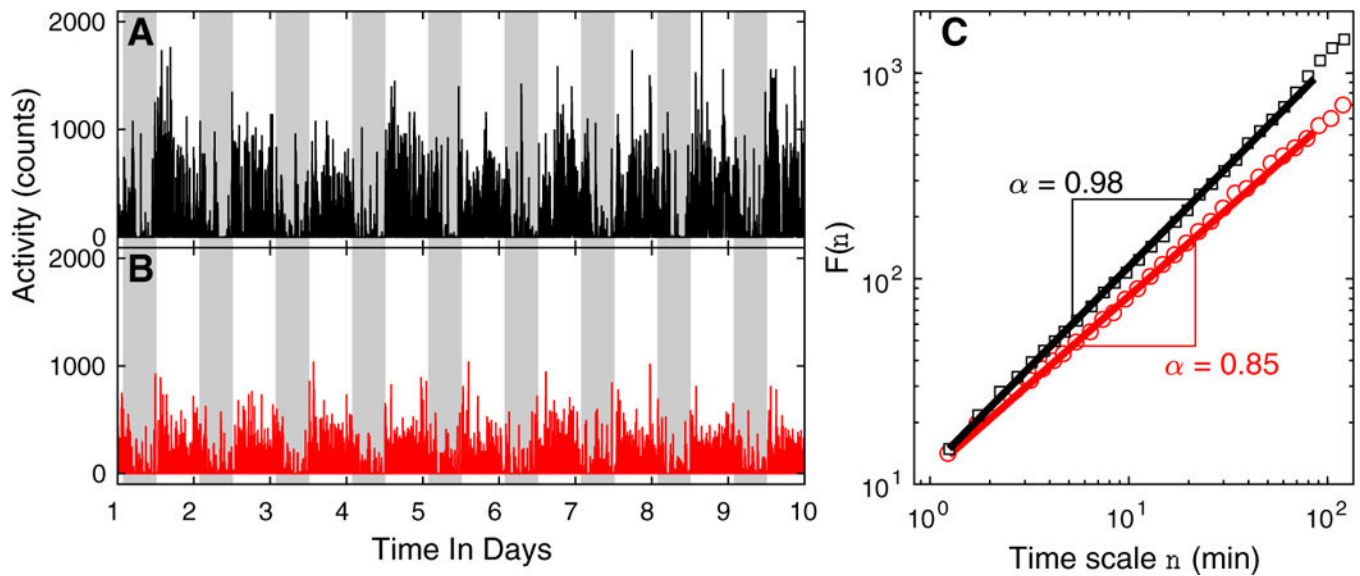 A
2000
1000
0
Activity (counts)
B
2000
1000
0
1 2 3 4 5 6 7 8 9 10
Time In Days
C
10³
10²
10¹
F(n)
α = 0.98
α = 0.85
10⁰ 10¹ 10²
Time scale n (min)